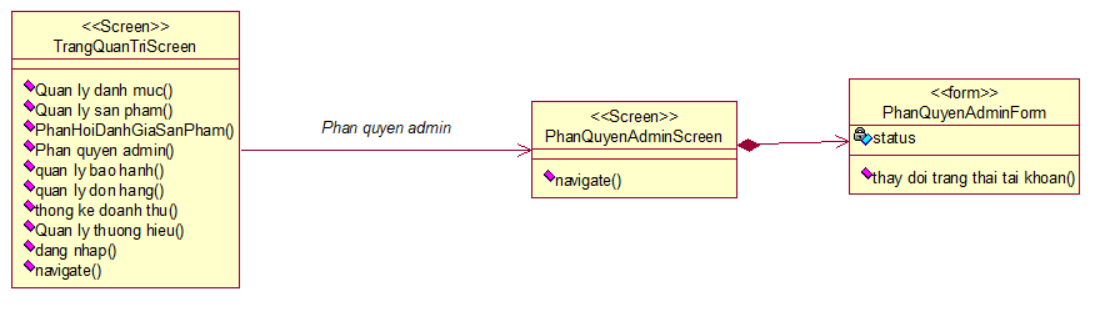 <<Screen>>
TrangQuanTriScreen
Quan ly danh muc()
Quan ly san pham()
PhanHoiDanhGiaSanPham()
Phan quyen admin()
quan ly bao hanh()
quan ly don hang()
thong ke doanh thu()
Quan ly thuong hieu()
dang nhap()
navigate()
Phan quyen admin
<<Screen>>
PhanQuyenAdminScreen
navigate()
<<form>>
PhanQuyenAdminForm
status
thay doi trang thai tai khoan()